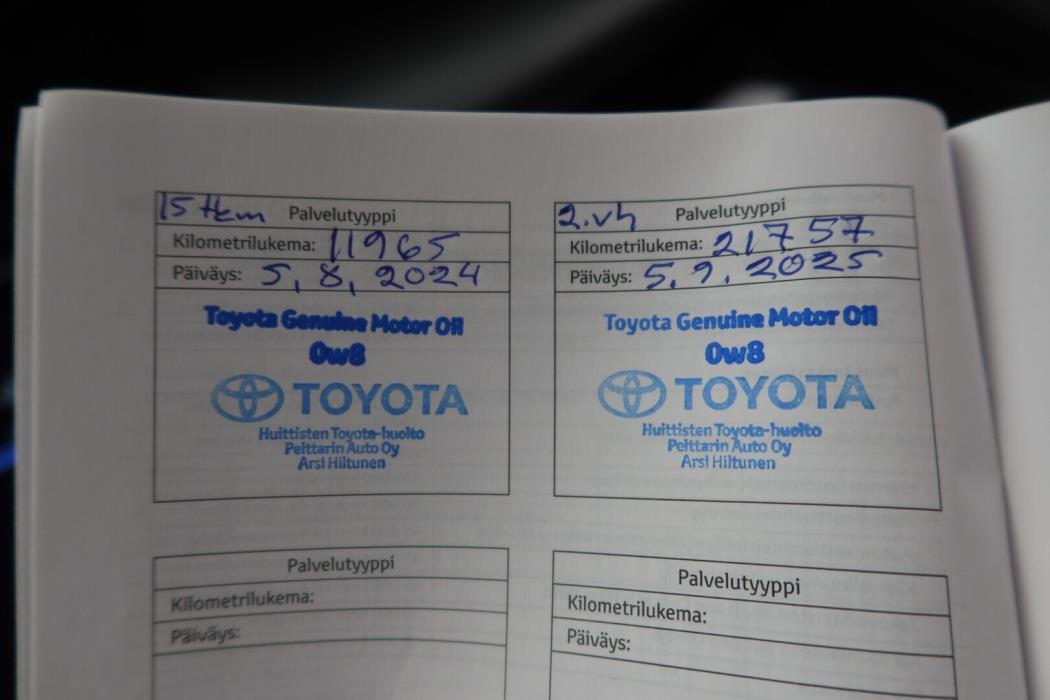 15 tkm Palvelutyyppi
Kilometrilukema: 11965
Päiväys: 5,8,2024
Toyota Genuine Motor Oil
0w8
TOYOTA
Huittisten Toyota-huolto
Pelttarin Auto Oy
Arsi Hiltunen
2.vh Palvelutyyppi
Kilometrilukema: 21757
Päiväys: 5.9.2025
Toyota Genuine Motor Oil
0w8
TOYOTA
Huittisten Toyota-huolto
Pelttarin Auto Oy
Arsi Hiltunen
Palvelutyyppi
Kilometrilukema:
Päiväys:
Palvelutyyppi
Kilometrilukema:
Päiväys: